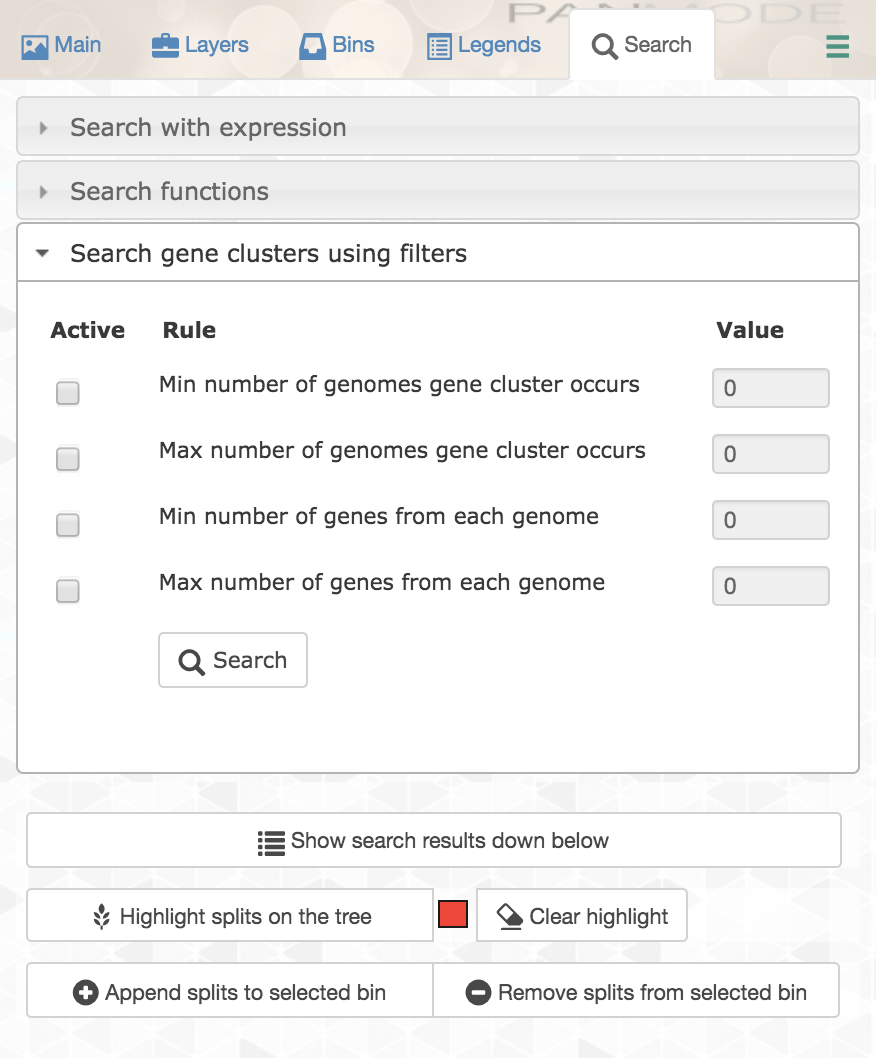 PAN MODE
Main Layers Bins Legends Search
Search with expression
Search functions
Search gene clusters using filters
Active Rule Value
Min number of genomes gene cluster occurs 0
Max number of genomes gene cluster occurs 0
Min number of genes from each genome 0
Max number of genes from each genome 0
Search
Show search results down below
Highlight splits on the tree Clear highlight
Append splits to selected bin Remove splits from selected bin